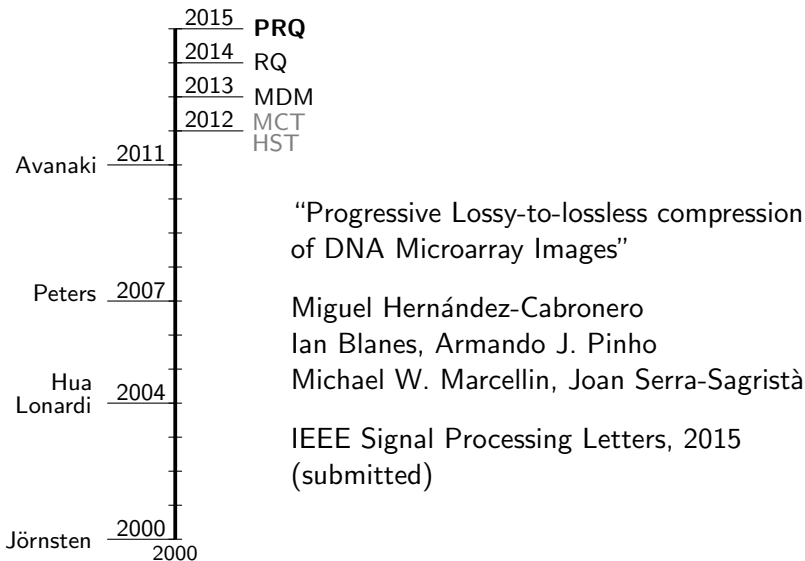 2015 PRQ
2014 RQ
2013 MDM
2012 MCT
HST
Avanaki 2011
Peters 2007
Hua
Lonardi 2004
Jörnsten 2000
2000
“Progressive Lossy-to-lossless compression
of DNA Microarray Images”
Miguel Hernández-Cabronero
Ian Blanes, Armando J. Pinho
Michael W. Marcellin, Joan Serra-Sagristà
IEEE Signal Processing Letters, 2015
(submitted)